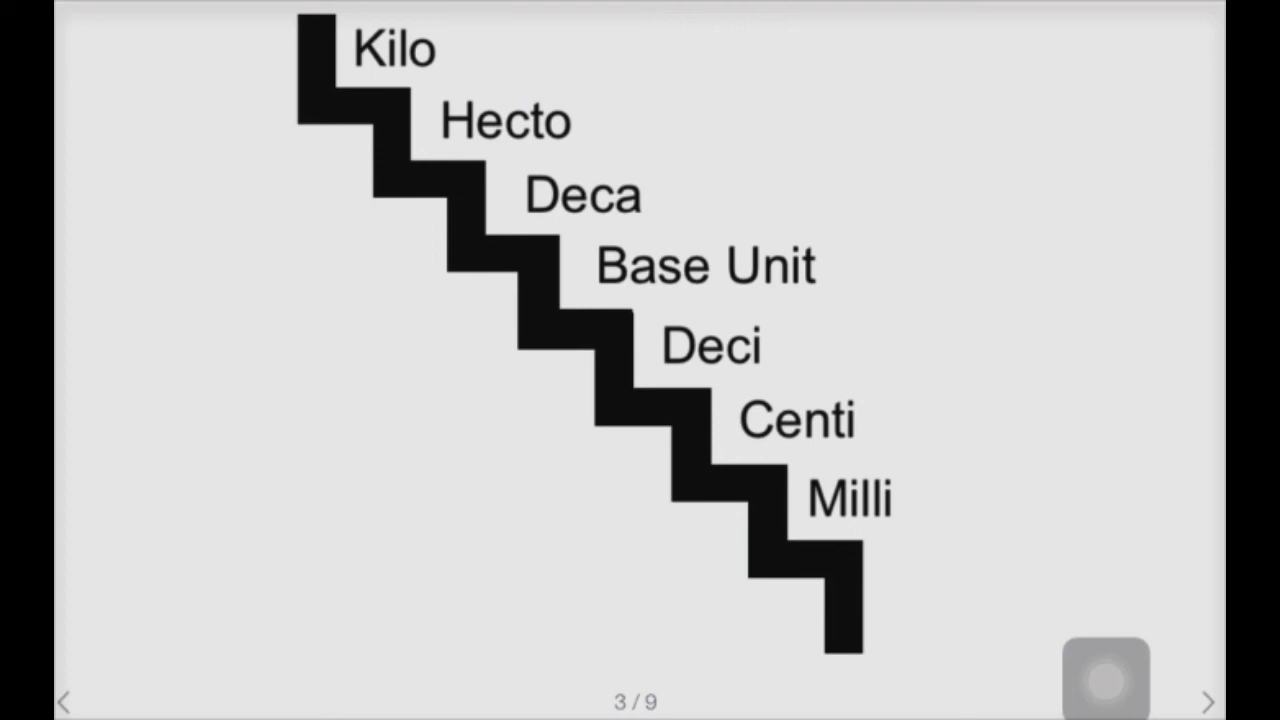 Kilo
Hecto
Deca
Base Unit
Deci
Centi
Milli
3 / 9